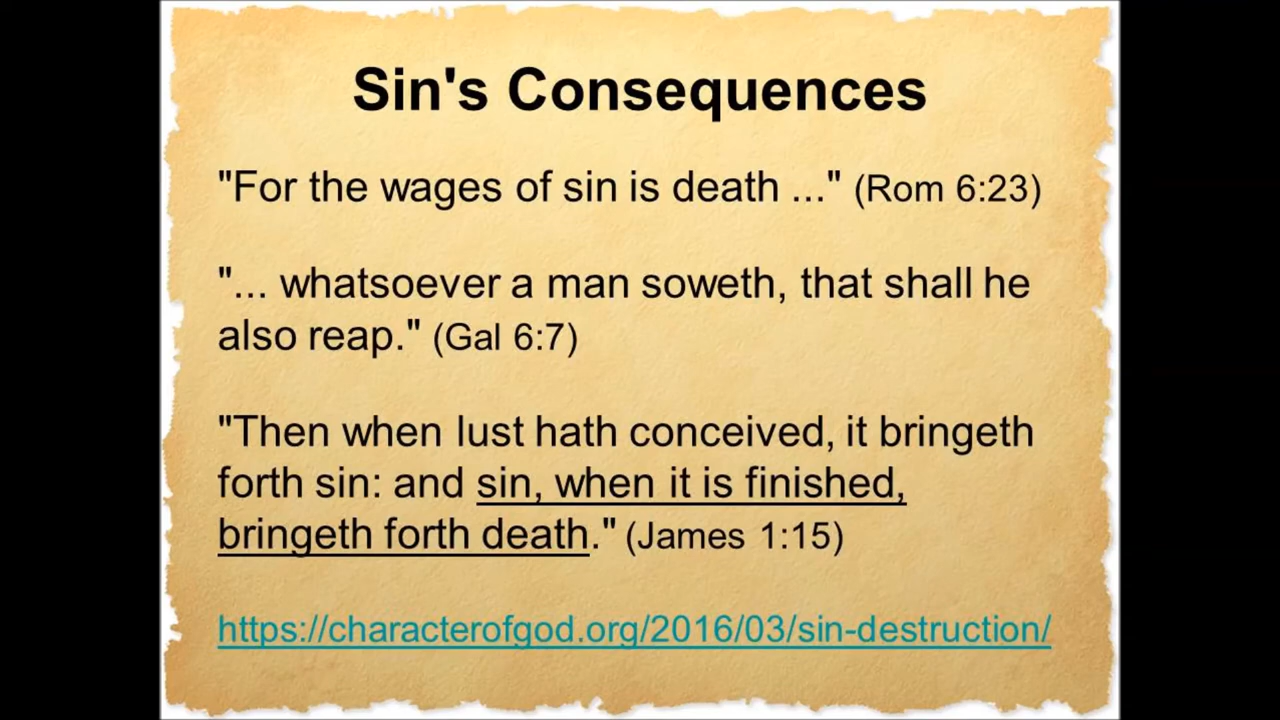 Sin's Consequences
"For the wages of sin is death ..." (Rom 6:23)
"... whatsoever a man soweth, that shall he
also reap." (Gal 6:7)
"Then when lust hath conceived, it bringeth
forth sin: and sin, when it is finished,
bringeth forth death." (James 1:15)
https://characterofgod.org/2016/03/sin-destruction/